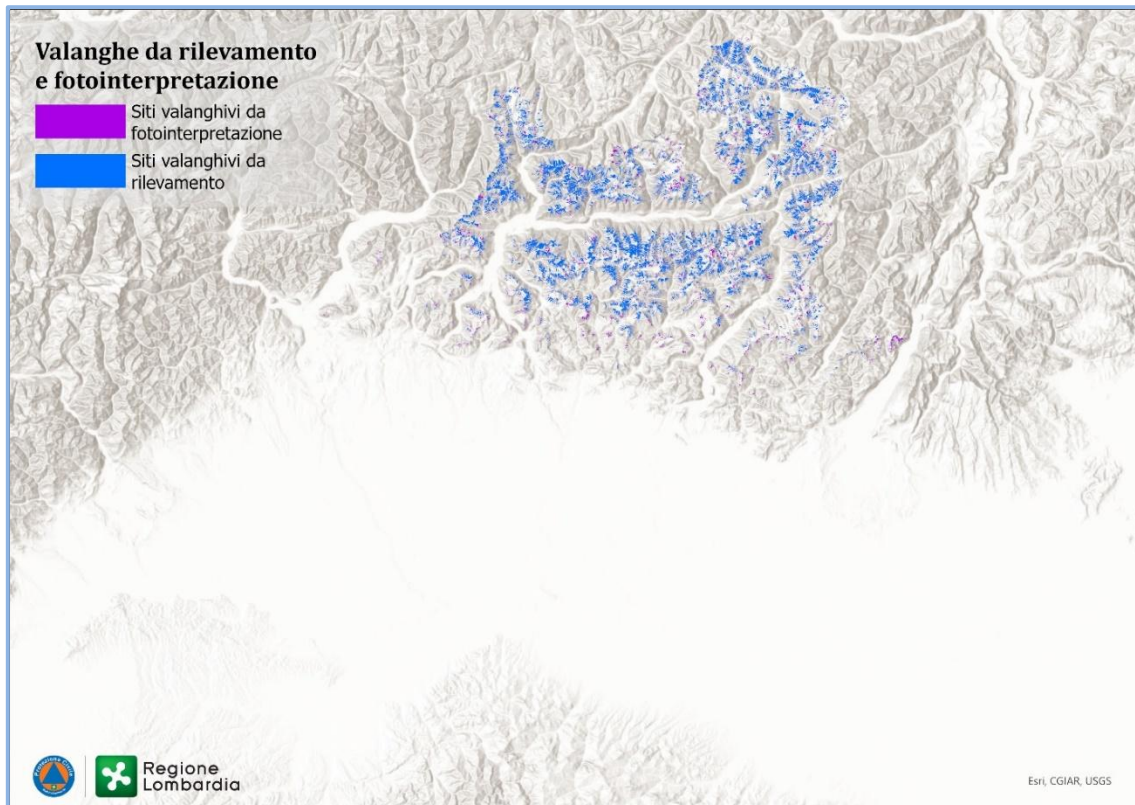 Valanghe da rilevamento
e fotointerpretazione
Siti valanghivi da
fotointerpretazione
Siti valanghivi da
rilevamento
Regione
Lombardia
Esri, CGIAR, USGS